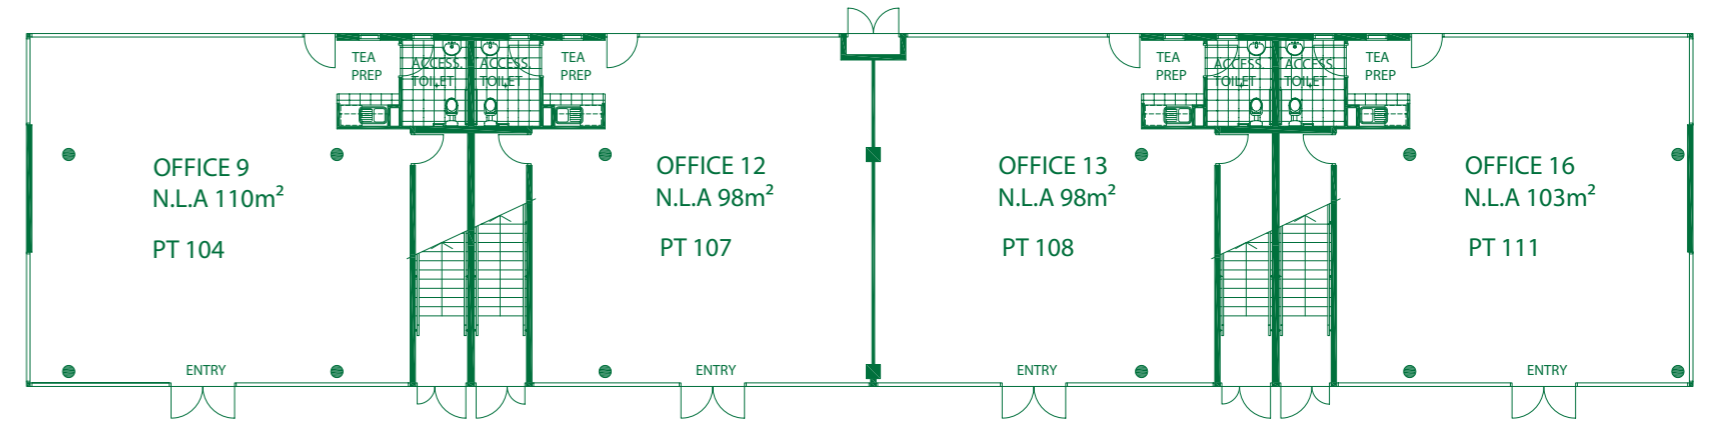 TEA
PREP
ACCESS.
TOILET
ACCESS.
TOILET
TEA
PREP
TEA
PREP
ACCESS.
TOILET
ACCESS.
TOILET
TEA
PREP
OFFICE 9
N.L.A 110m²
PT 104
OFFICE 12
N.L.A 98m²
PT 107
OFFICE 13
N.L.A 98m²
PT 108
OFFICE 16
N.L.A 103m²
PT 111
ENTRY
ENTRY
ENTRY
ENTRY